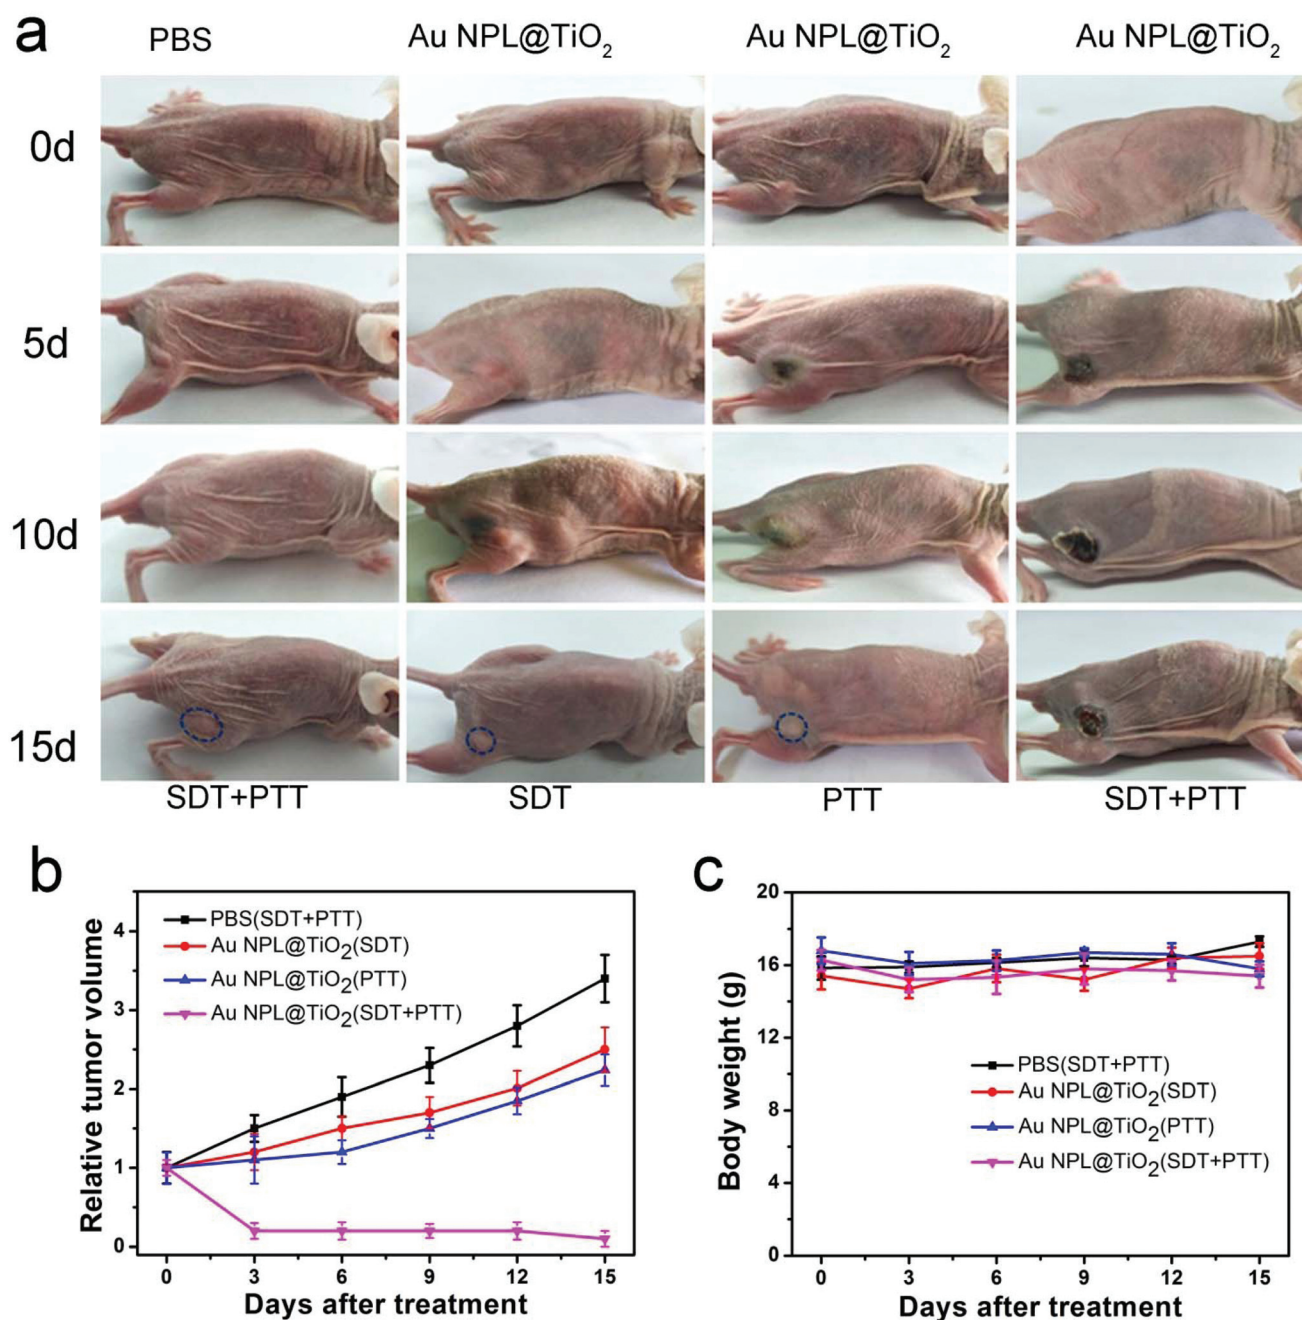 a
PBS Au NPL@TiO₂ Au NPL@TiO₂ Au NPL@TiO₂
0d
5d
10d
15d
SDT+PTT SDT PTT SDT+PTT
b
Relative tumor volume
4
3
2
1
0
PBS(SDT+PTT)
Au NPL@TiO₂(SDT)
Au NPL@TiO₂(PTT)
Au NPL@TiO₂(SDT+PTT)
0 3 6 9 12 15
Days after treatment
c
Body weight (g)
20
16
12
8
4
0
PBS(SDT+PTT)
Au NPL@TiO₂(SDT)
Au NPL@TiO₂(PTT)
Au NPL@TiO₂(SDT+PTT)
0 3 6 9 12 15
Days after treatment